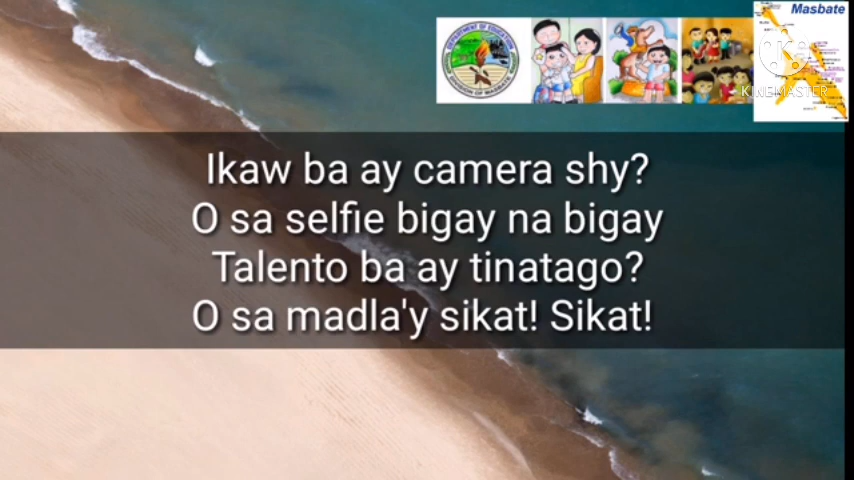 Masbate
KINEMASTER
Ikaw ba ay camera shy?
O sa selfie bigay na bigay
Talento ba ay tinatago?
O sa madla'y sikat! Sikat!